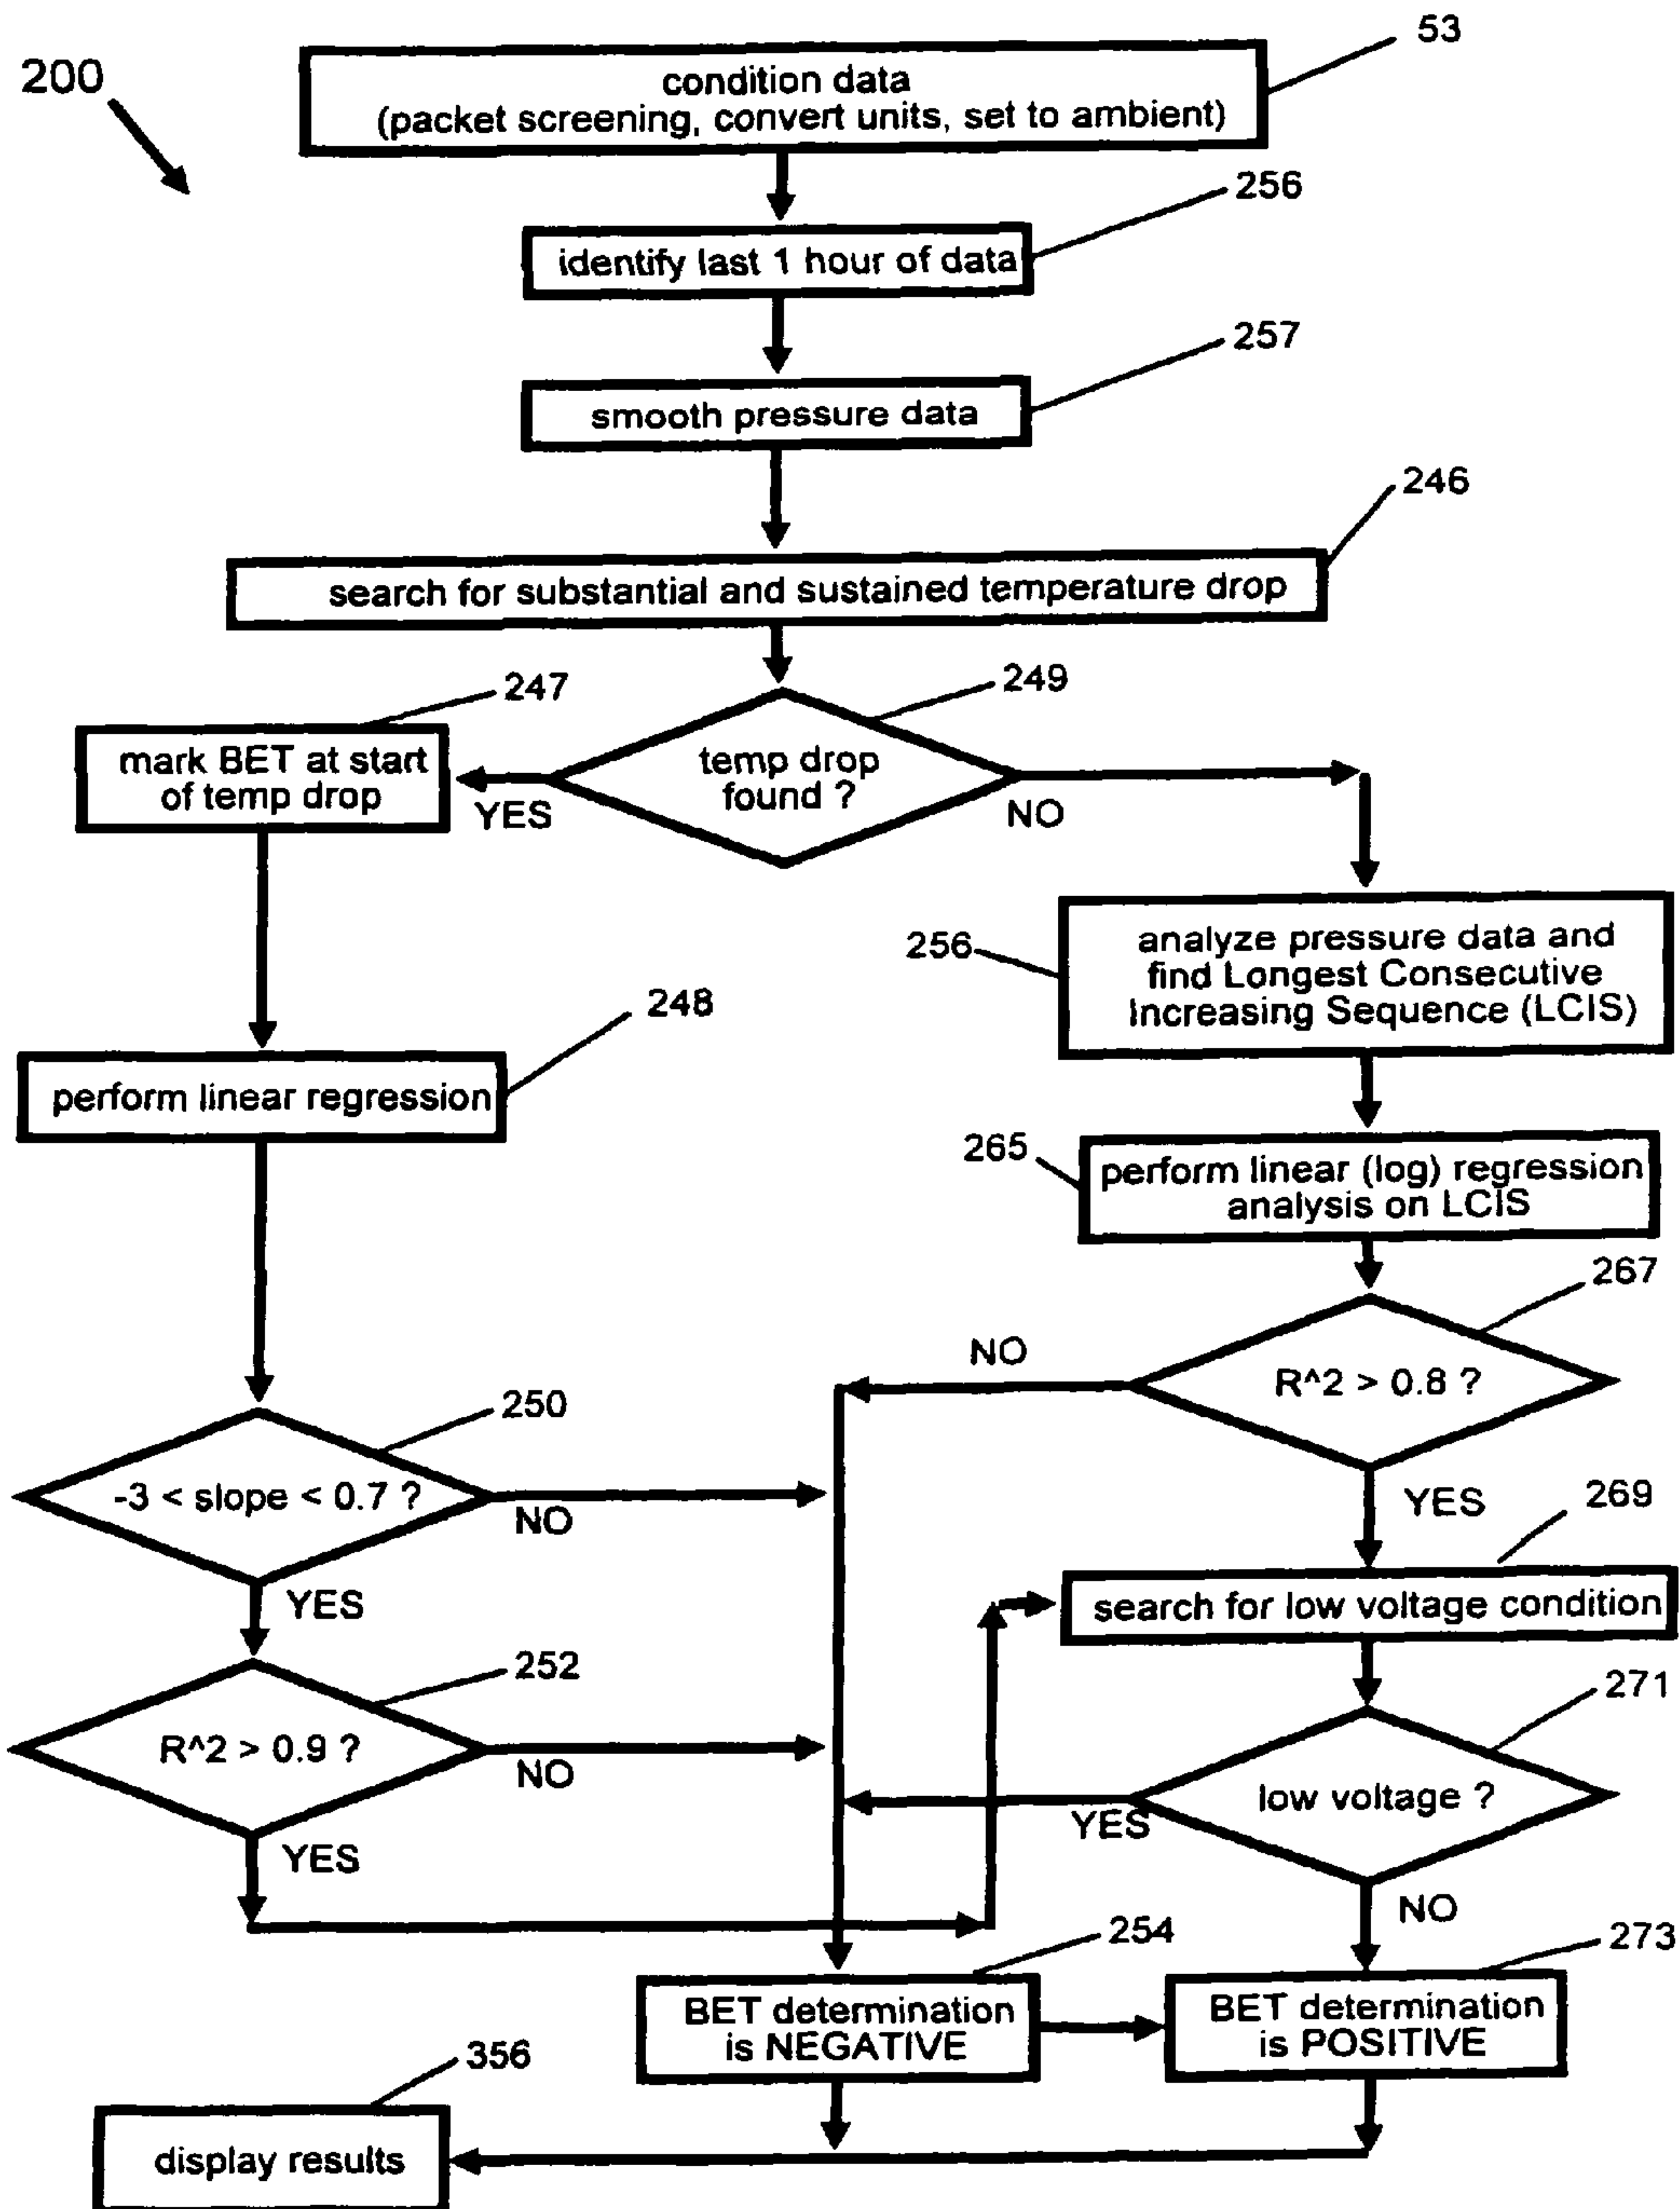 53
200
condition data
(packet screening, convert units, set to ambient)
256
identify last 1 hour of data
257
smooth pressure data
246
search for substantial and sustained temperature drop
247
249
mark BET at start
of temp drop
temp drop
found ?
YES
NO
256
analyze pressure data and
find Longest Consecutive
Increasing Sequence (LCIS)
248
perform linear regression
265
perform linear (log) regression
analysis on LCIS
267
NO
R^2 > 0.8 ?
250
-3 < slope < 0.7 ?
NO
YES
YES
269
search for low voltage condition
252
R^2 > 0.9 ?
NO
YES
271
low voltage ?
YES
NO
254
273
BET determination
is NEGATIVE
BET determination
is POSITIVE
356
display results